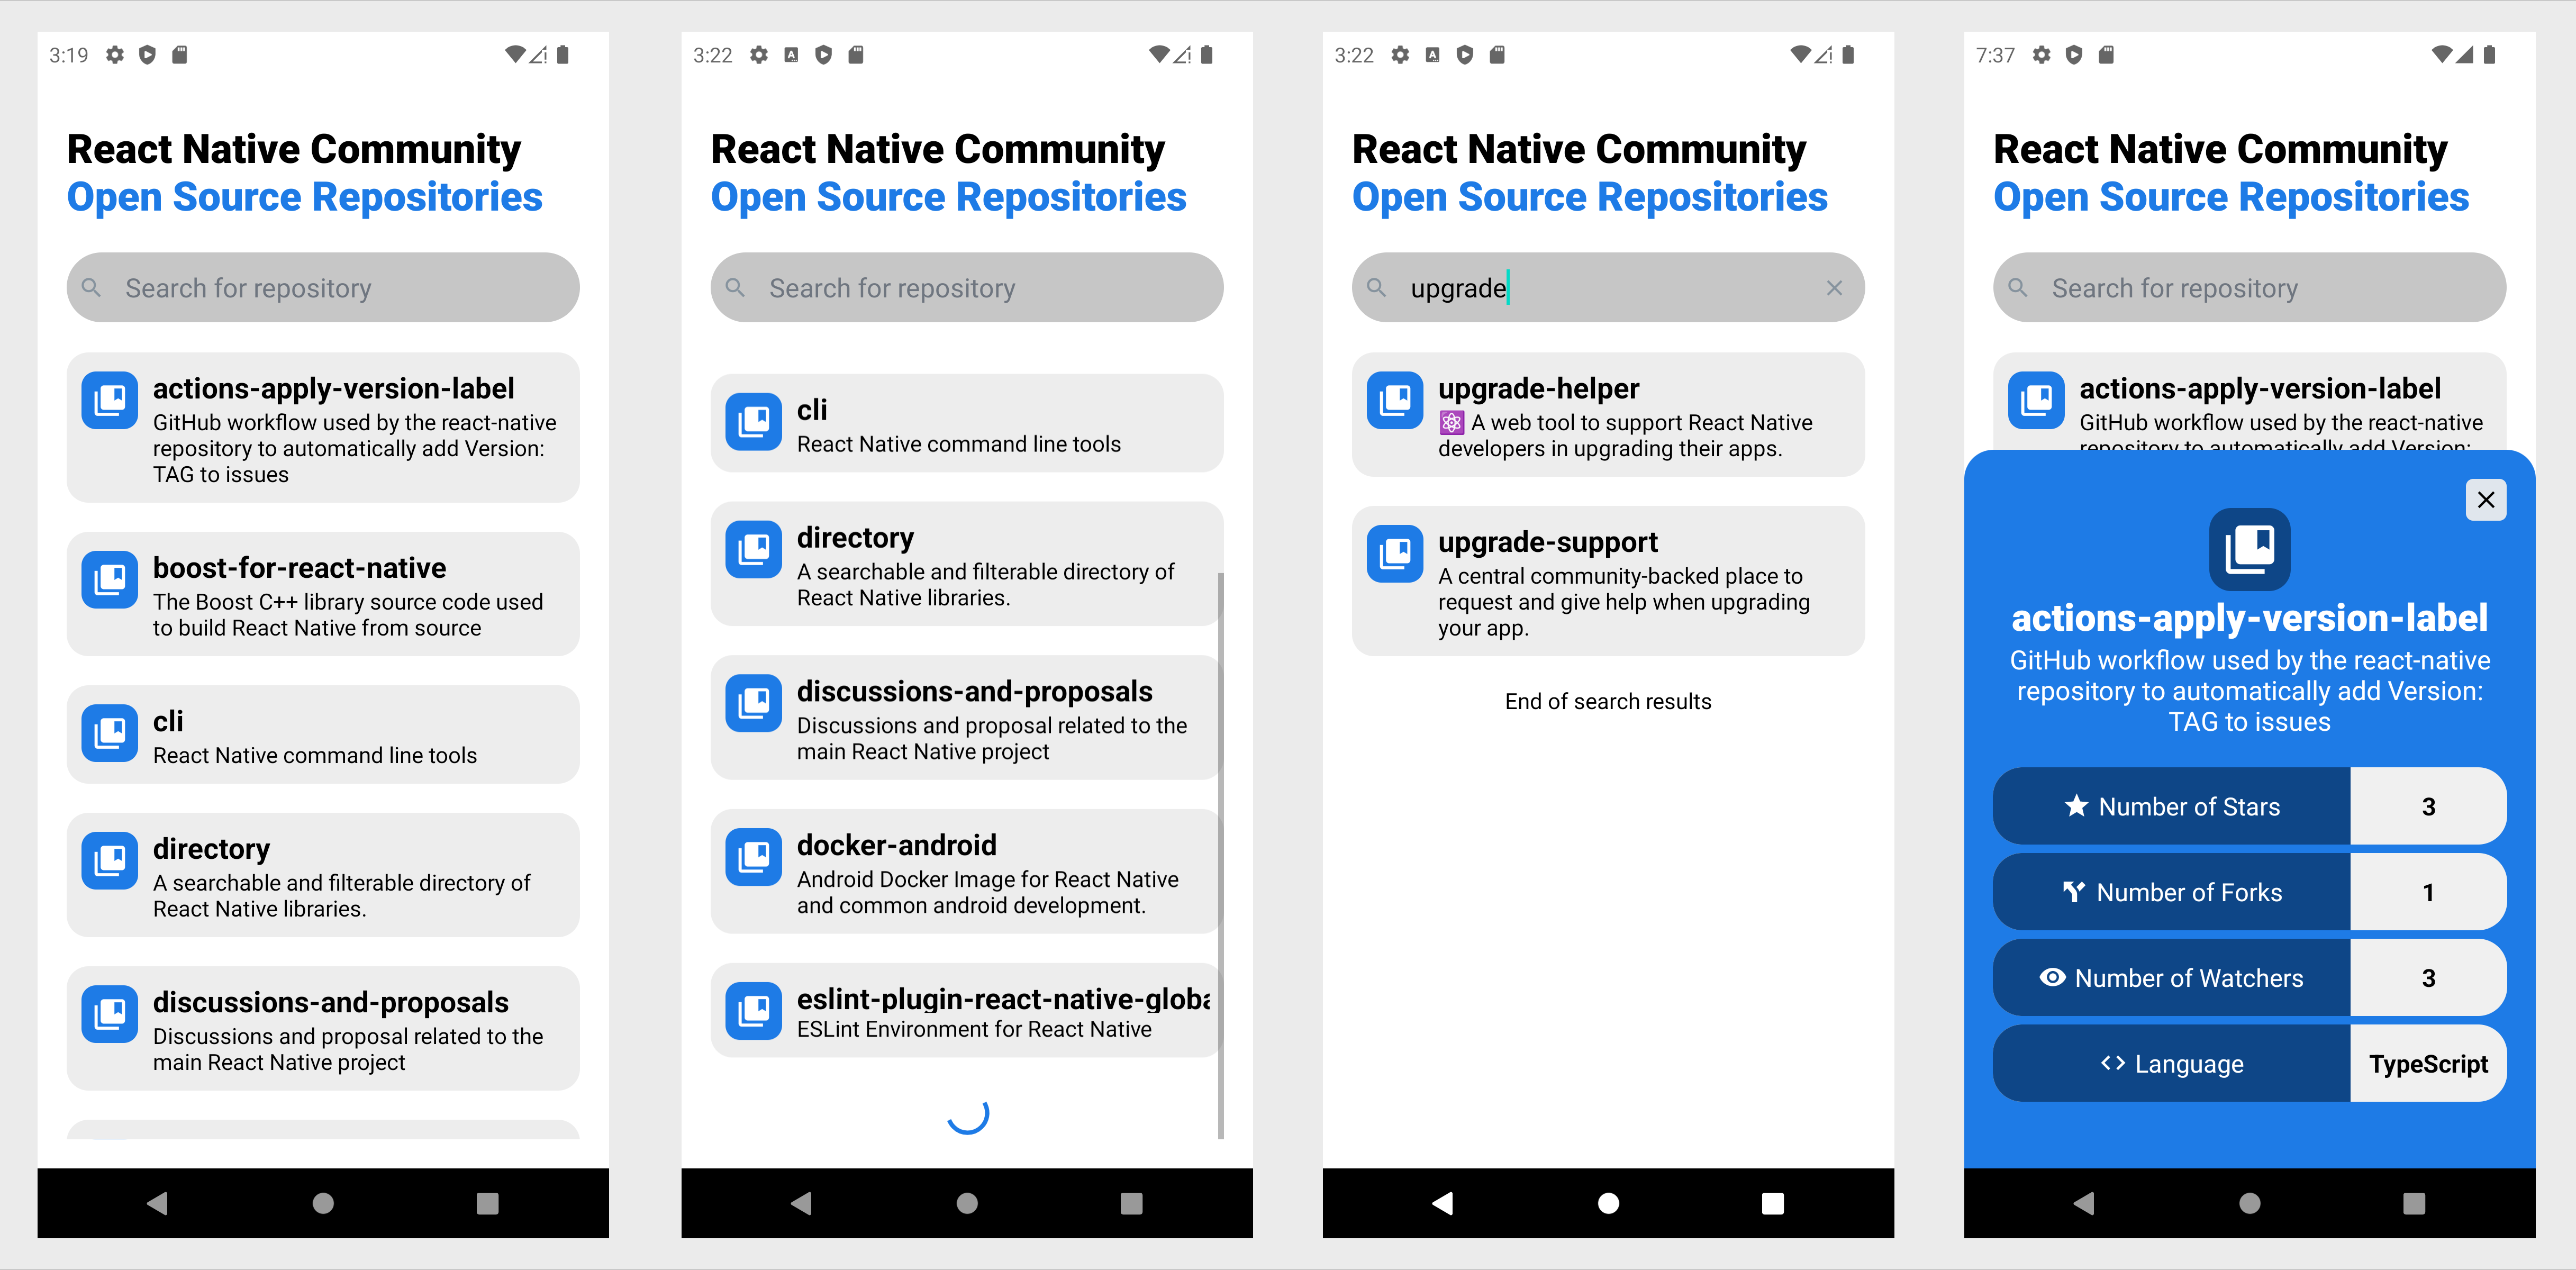 3:19
React Native Community
Open Source Repositories
Search for repository
actions-apply-version-label
GitHub workflow used by the react-native
repository to automatically add Version:
TAG to issues
boost-for-react-native
The Boost C++ library source code used
to build React Native from source
cli
React Native command line tools
directory
A searchable and filterable directory of
React Native libraries.
discussions-and-proposals
Discussions and proposal related to the
main React Native project
3:22
React Native Community
Open Source Repositories
Search for repository
cli
React Native command line tools
directory
A searchable and filterable directory of
React Native libraries.
discussions-and-proposals
Discussions and proposal related to the
main React Native project
docker-android
Android Docker Image for React Native
and common android development.
eslint-plugin-react-native-globa
ESLint Environment for React Native
3:22
React Native Community
Open Source Repositories
upgrade
upgrade-helper
⚛️ A web tool to support React Native
developers in upgrading their apps.
upgrade-support
A central community-backed place to
request and give help when upgrading
your app.
End of search results
7:37
React Native Community
Open Source Repositories
Search for repository
actions-apply-version-label
GitHub workflow used by the react-native
repository to automatically add Version:
actions-apply-version-label
GitHub workflow used by the react-native
repository to automatically add Version:
TAG to issues
Number of Stars 3
Number of Forks 1
Number of Watchers 3
Language TypeScript